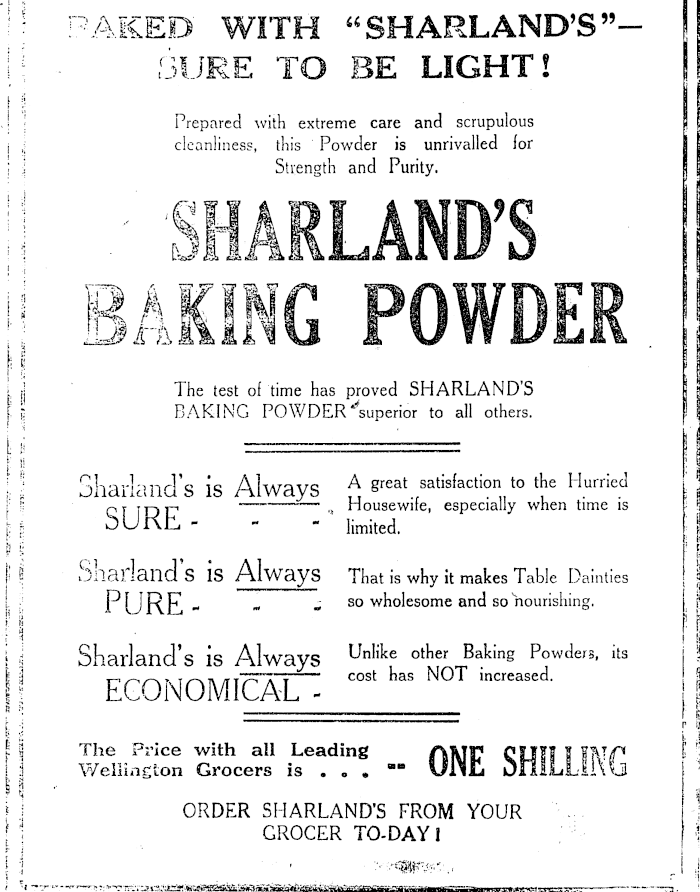 BAKED WITH "SHARLAND'S"—
SURE TO BE LIGHT!
Prepared with extreme care and scrupulous
cleanliness, this Powder is unrivalled for
Strength and Purity.
SHARLAND'S
BAKING POWDER
The test of time has proved SHARLAND'S
BAKING POWDER superior to all others.
Sharland's is Always
SURE - - -
A great satisfaction to the Hurried
Housewife, especially when time is
limited.
Sharland's is Always
PURE - - -
That is why it makes Table Dainties
so wholesome and so nourishing.
Sharland's is Always
ECONOMICAL -
Unlike other Baking Powders, its
cost has NOT increased.
The Price with all Leading
Wellington Grocers is . . . --
ONE SHILLING
ORDER SHARLAND'S FROM YOUR
GROCER TO-DAY!